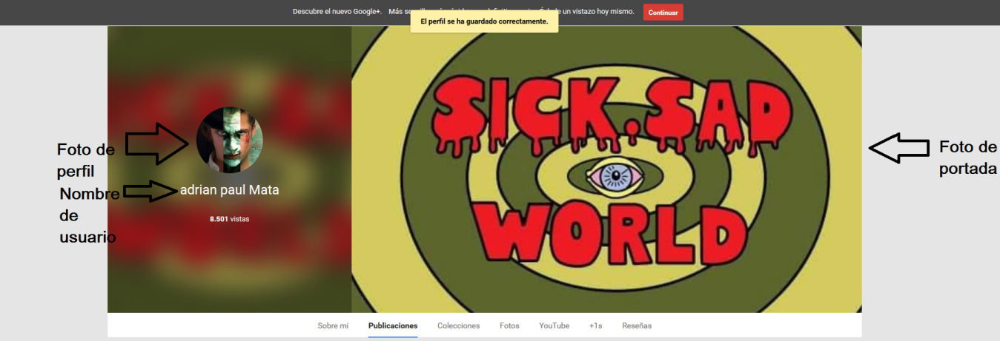 Descubre el nuevo Google+. Más se un vistazo hoy mismo. Continuar
El perfil se ha guardado correctamente.
SICK.SAD
WORLD
Foto de
perfil
Nombre
de
usuario
adrian paul Mata
8.501 vistas
Foto de
portada
Sobre mí Publicaciones Colecciones Fotos YouTube +1s Reseñas